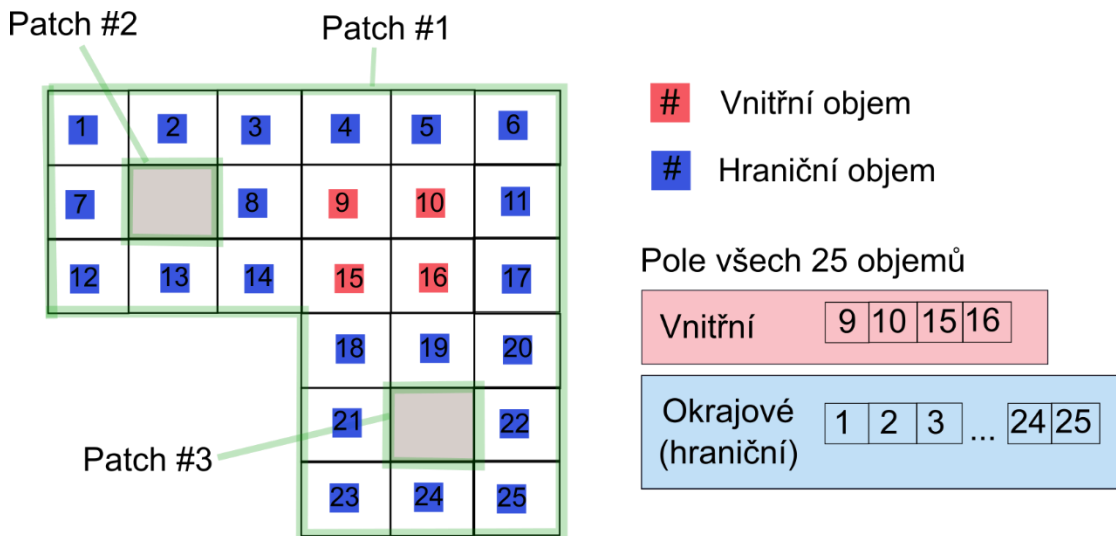 Patch #2
Patch #1
1 2 3 4 5 6
7 8 9 10 11
12 13 14 15 16 17
18 19 20
21 22
Patch #3
23 24 25
# Vnitřní objem
# Hraniční objem
Pole všech 25 objemů
Vnitřní 9 10 15 16
Okrajové
(hraniční) 1 2 3 ... 24 25